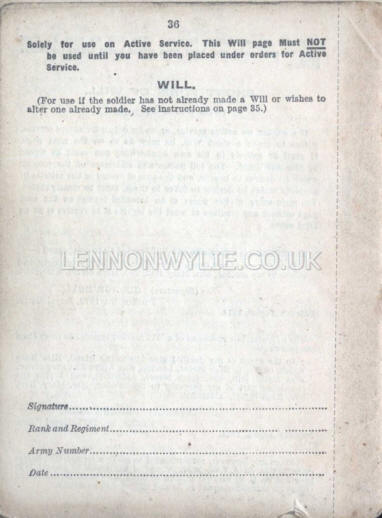 36
Solely for use on Active Service. This Will page Must NOT
be used until you have been placed under orders for Active
Service.
WILL.
(For use if the soldier has not already made a Will or wishes to
alter one already made. See instructions on page 35.)
LENNONWYLIE.CO.UK
Signature
Rank and Regiment
Army Number
Date